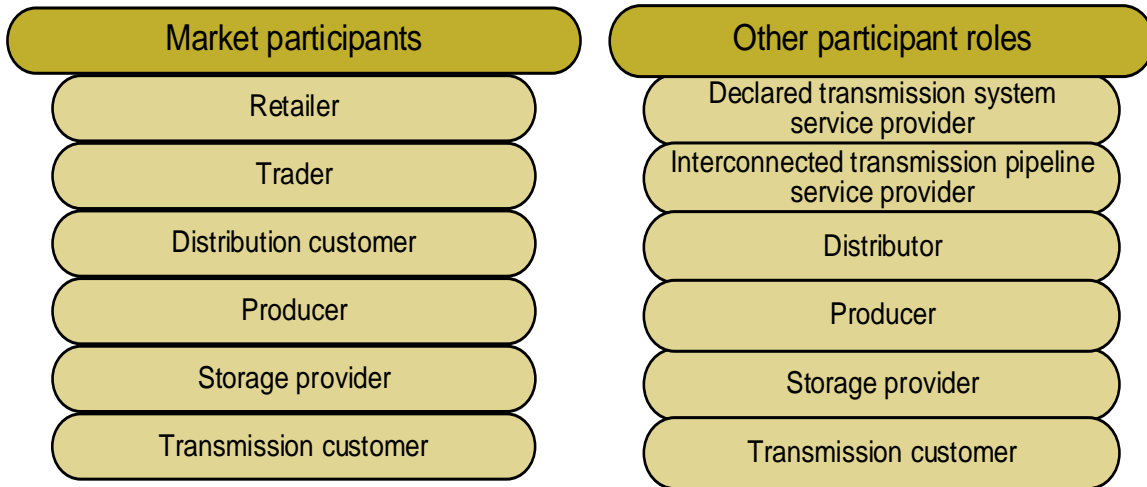 Market participants
Retailer
Trader
Distribution customer
Producer
Storage provider
Transmission customer
Other participant roles
Declared transmission system
service provider
Interconnected transmission pipeline
service provider
Distributor
Producer
Storage provider
Transmission customer